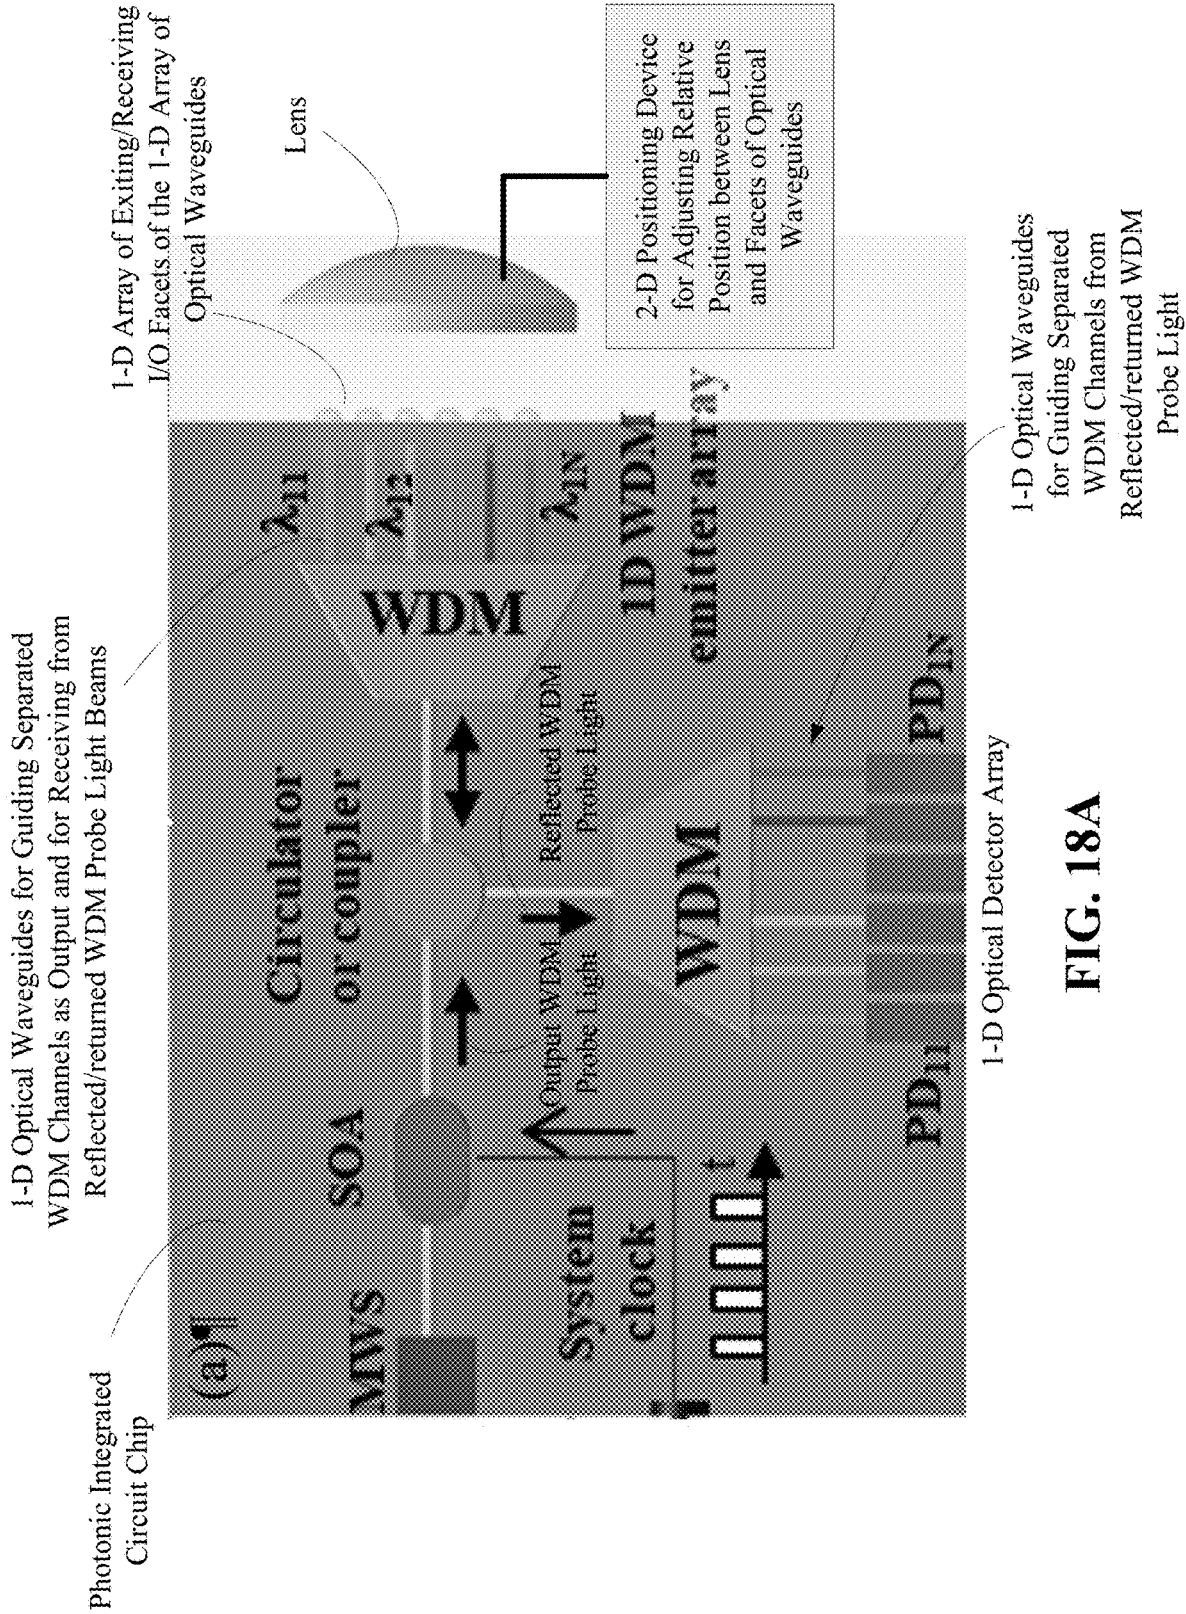 1-D Optical Waveguides for Guiding Separated
WDM Channels as Output and for Receiving from
Reflected/returned WDM Probe Light Beams
1-D Array of Exiting/Receiving
I/O Facets of the 1-D Array of
Optical Waveguides
Photonic Integrated
Circuit Chip
Lens
(a)¶
MWS
SOA
Circulator
or coupler
WDM
λ11
λ12
λ1N
1D WDM
emitter array
System
clock
t
Output WDM
Probe Light
Reflected WDM
Probe Light
WDM
PD11
PD1N
2-D Positioning Device
for Adjusting Relative
Position between Lens
and Facets of Optical
Waveguides
1-D Optical Detector Array
1-D Optical Waveguides
for Guiding Separated
WDM Channels from
Reflected/returned WDM
Probe Light
FIG. 18A